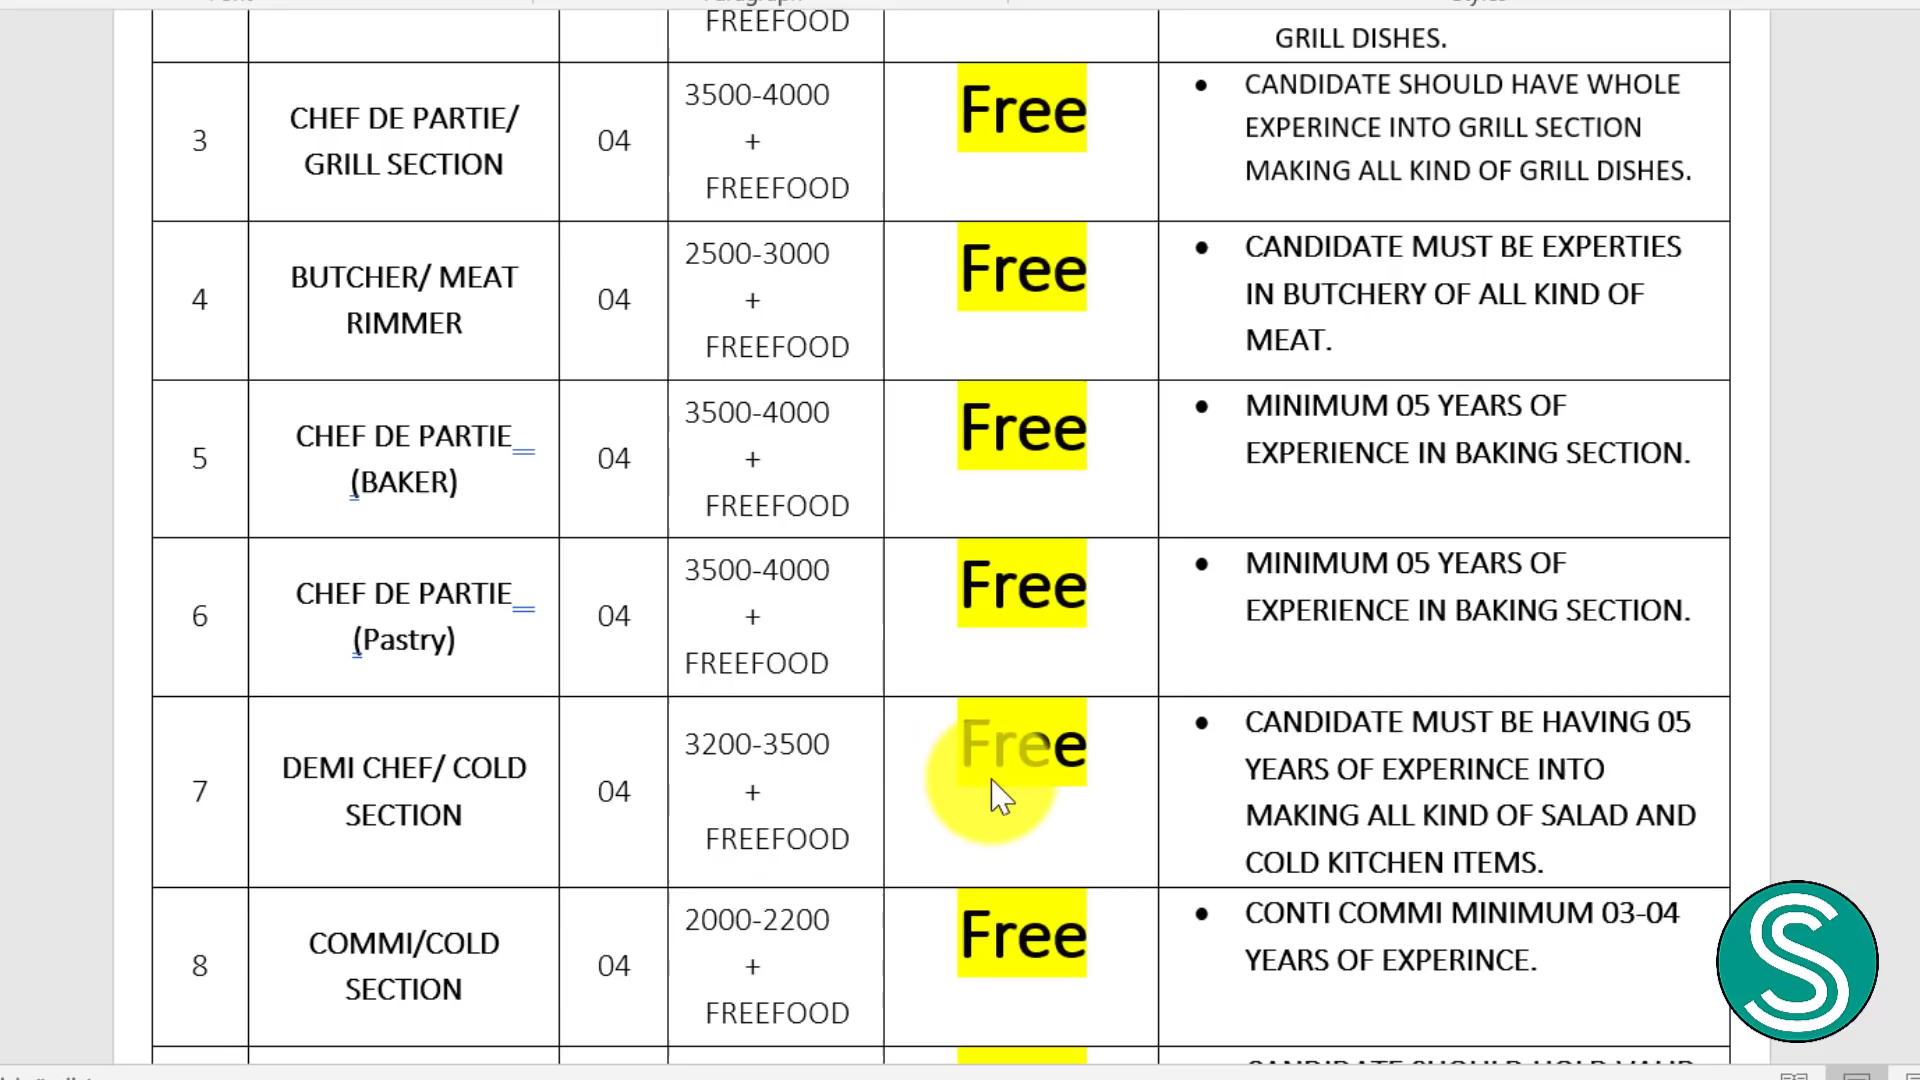 FREEFOOD
GRILL DISHES.
3
CHEF DE PARTIE/
GRILL SECTION
04
3500-4000
+
FREEFOOD
Free
• CANDIDATE SHOULD HAVE WHOLE
EXPERINCE INTO GRILL SECTION
MAKING ALL KIND OF GRILL DISHES.
4
BUTCHER/ MEAT
RIMMER
04
2500-3000
+
FREEFOOD
Free
• CANDIDATE MUST BE EXPERTIES
IN BUTCHERY OF ALL KIND OF
MEAT.
5
CHEF DE PARTIE
(BAKER)
04
3500-4000
+
FREEFOOD
Free
• MINIMUM 05 YEARS OF
EXPERIENCE IN BAKING SECTION.
6
CHEF DE PARTIE
(Pastry)
04
3500-4000
+
FREEFOOD
Free
• MINIMUM 05 YEARS OF
EXPERIENCE IN BAKING SECTION.
7
DEMI CHEF/ COLD
SECTION
04
3200-3500
+
FREEFOOD
Free
• CANDIDATE MUST BE HAVING 05
YEARS OF EXPERINCE INTO
MAKING ALL KIND OF SALAD AND
COLD KITCHEN ITEMS.
8
COMMI/COLD
SECTION
04
2000-2200
+
FREEFOOD
Free
• CONTI COMMI MINIMUM 03-04
YEARS OF EXPERINCE.
CANDIDATE SHOULD HOLD VALID
S